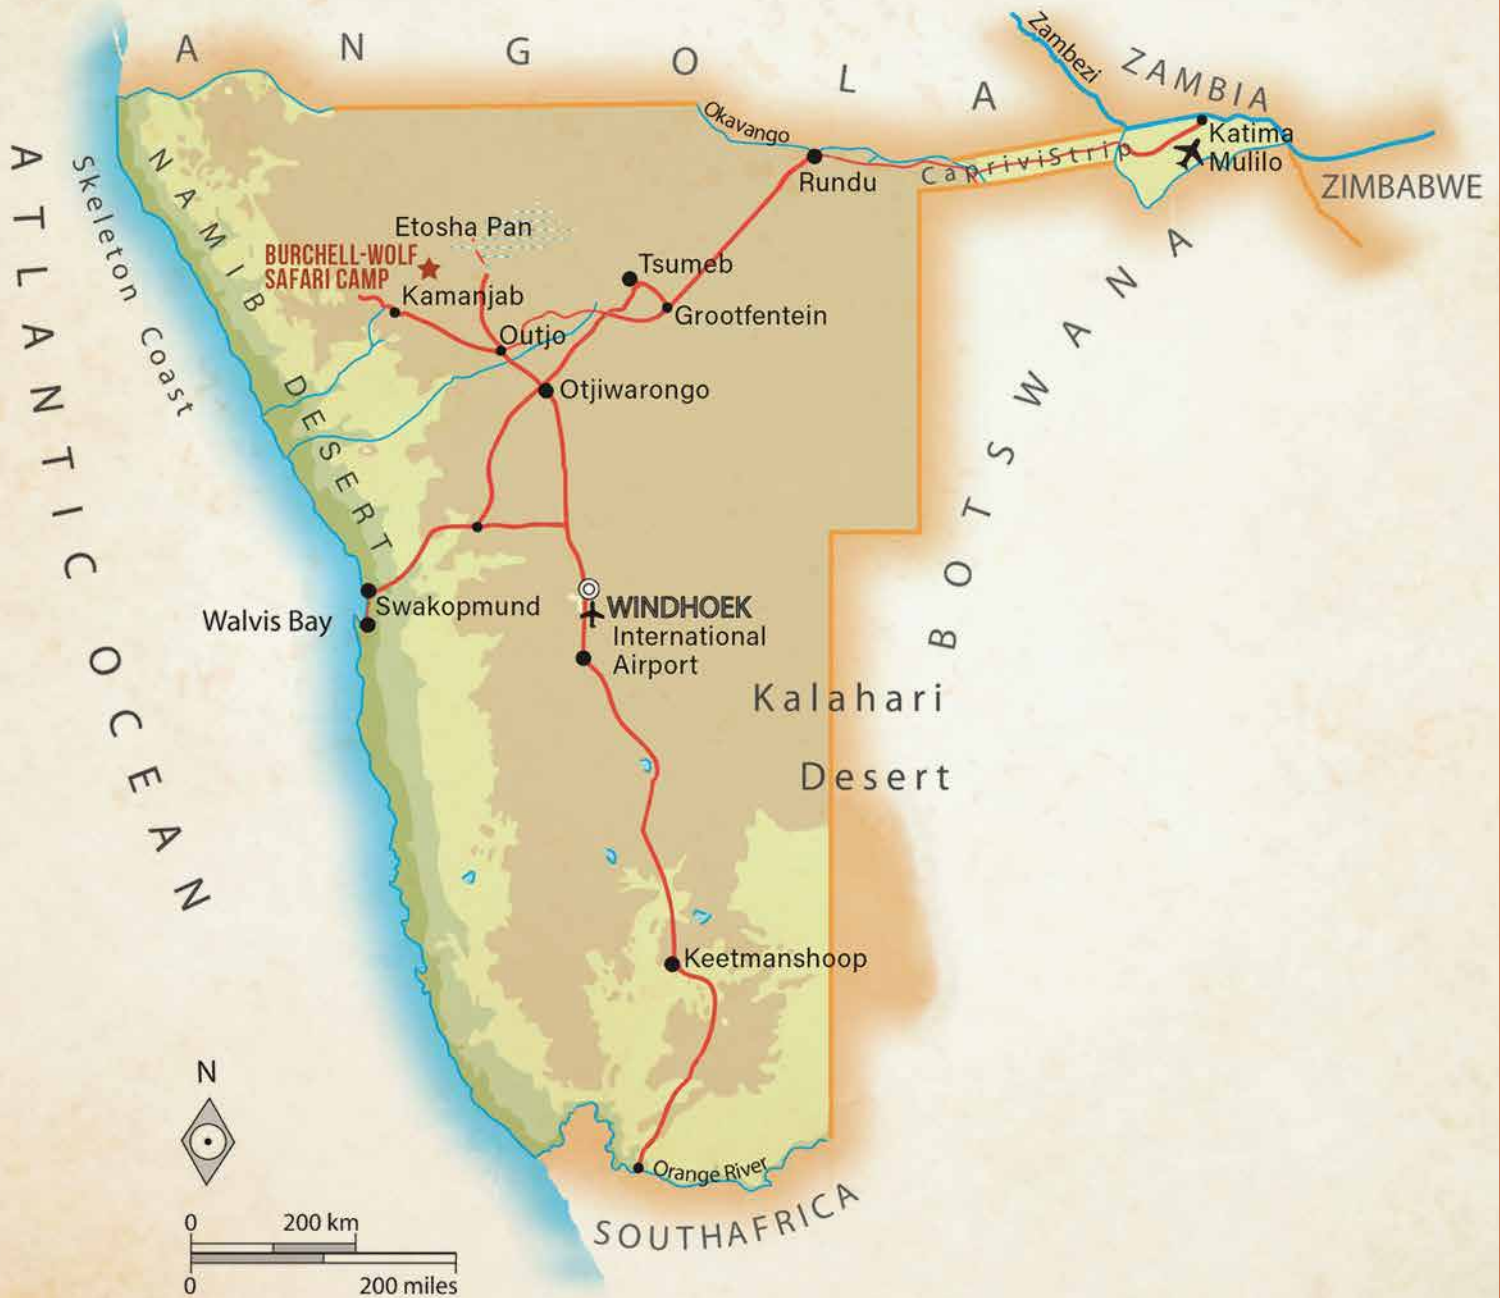 ANGOLA
Zambezi
ZAMBIA
Okavango
Katima
Mulilo
CapriviStrip
Rundu
ZIMBABWE
ATLANTIC OCEAN
Skeleton Coast
NAMIB DESERT
Etosha Pan
BURCHELL-WOLF
SAFARI CAMP
Tsumeb
Kamanjab
Grootfentein
Outjo
Otjiwarongo
BOTSWANA
Swakopmund
Walvis Bay
WINDHOEK
International
Airport
Kalahari
Desert
Keetmanshoop
N
Orange River
SOUTHAFRICA
0 200 km
0 200 miles